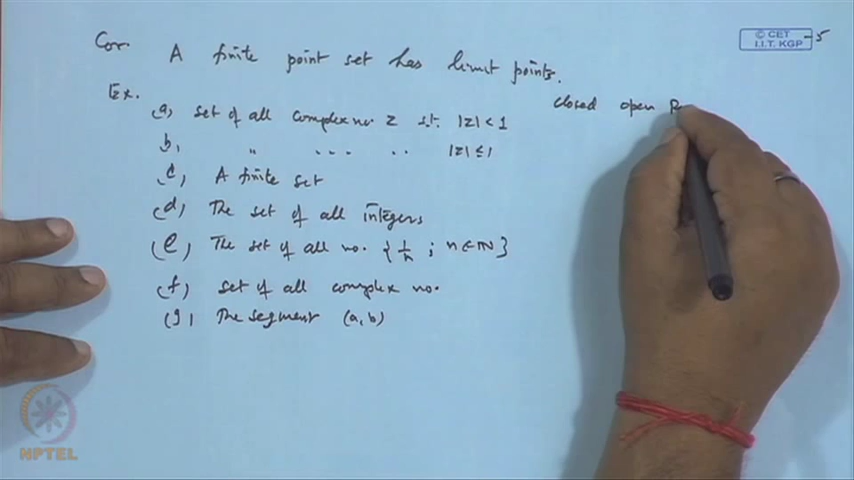 Cor. A finite point set has limit points.
© CET
I.I.T. KGP
-5
Ex.
closed open P
(a) set of all complex no. z s.t. |z| < 1
b, " ... .. |z| ≤ 1
(c) A finite set
(d) The set of all integers
(e) The set of all no. {1/n ; n ∈ IN}
(f) set of all complex no.
(g) The segment (a, b)
NPTEL